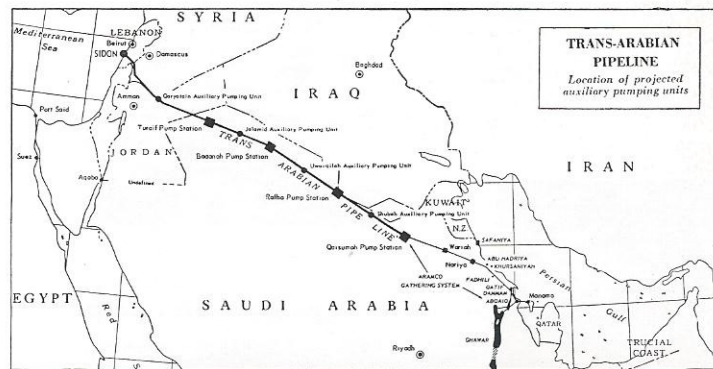 SYRIA
LEBANON
Mediterranean
Sea
Beirut
SIDON
Damascus
TRANS-ARABIAN
PIPELINE
Location of projected
auxiliary pumping units
Baghdad
IRAQ
Qaryatain Auxiliary Pumping Unit
Amman
Port Said
Turaif Pump Station
Jalamid Auxiliary Pumping Unit
TRANS ARABIAN PIPE LINE
JORDAN
Badanah Pump Station
Suez
Uwaiqilah Auxiliary Pumping Unit
IRAN
Aqaba
Undefined
Rafha Pump Station
KUWAIT
Shubah Auxiliary Pumping Unit
N.Z.
SAFANIYA
Qaisumah Pump Station
Wariah
ABU HADRIYA
Nariya
KHURSANIYAH
Persian
Gulf
EGYPT
Red
ARAMCO
GATHERING SYSTEM
FADHILI
QATIF
DAMMAM
ABQAIQ
Manama
SAUDI ARABIA
QATAR
GHAWAR
Riyadh
TRUCIAL
COAST